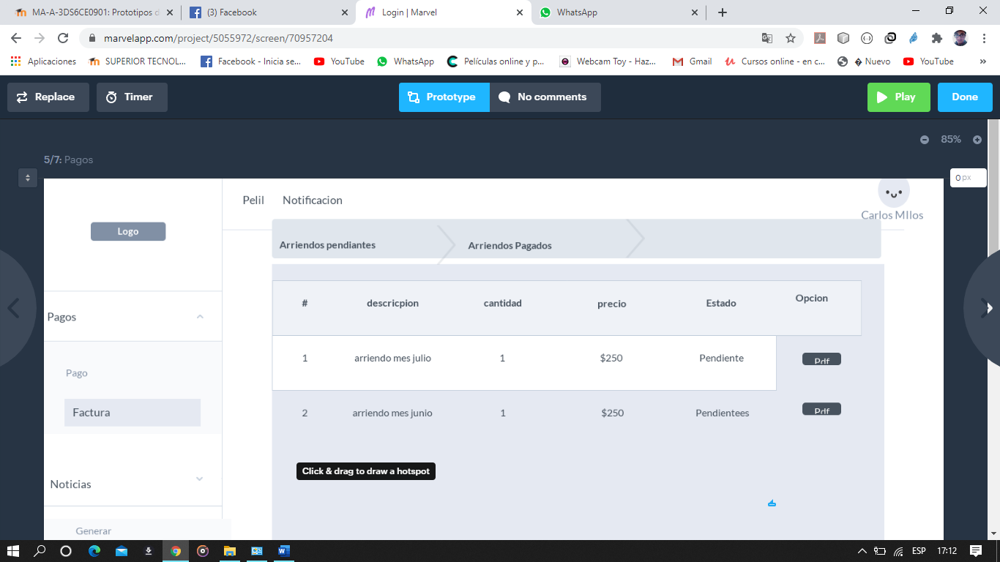 MA-A-3DS6CE0901: Prototipos d
(3) Facebook
Login | Marvel
WhatsApp
marvelapp.com/project/5055972/screen/70957204
Aplicaciones
SUPERIOR TECNOL...
Facebook - Inicia se...
YouTube
WhatsApp
Películas online y p...
Webcam Toy - Haz...
Gmail
Cursos online - en c...
� Nuevo
YouTube
»
Replace
Timer
Prototype
No comments
Play
Done
85%
5/7: Pagos
0 px
Pelil
Notificacion
Carlos MIlos
Logo
Arriendos pendiantes
Arriendos Pagados
# descricpion cantidad precio Estado Opcion
Pagos
1 arriendo mes julio 1 $250 Pendiente Pdf
Pago
Factura
2 arriendo mes junio 1 $250 Pendientees Pdf
Click & drag to draw a hotspot
Noticias
Generar
ESP
17:12